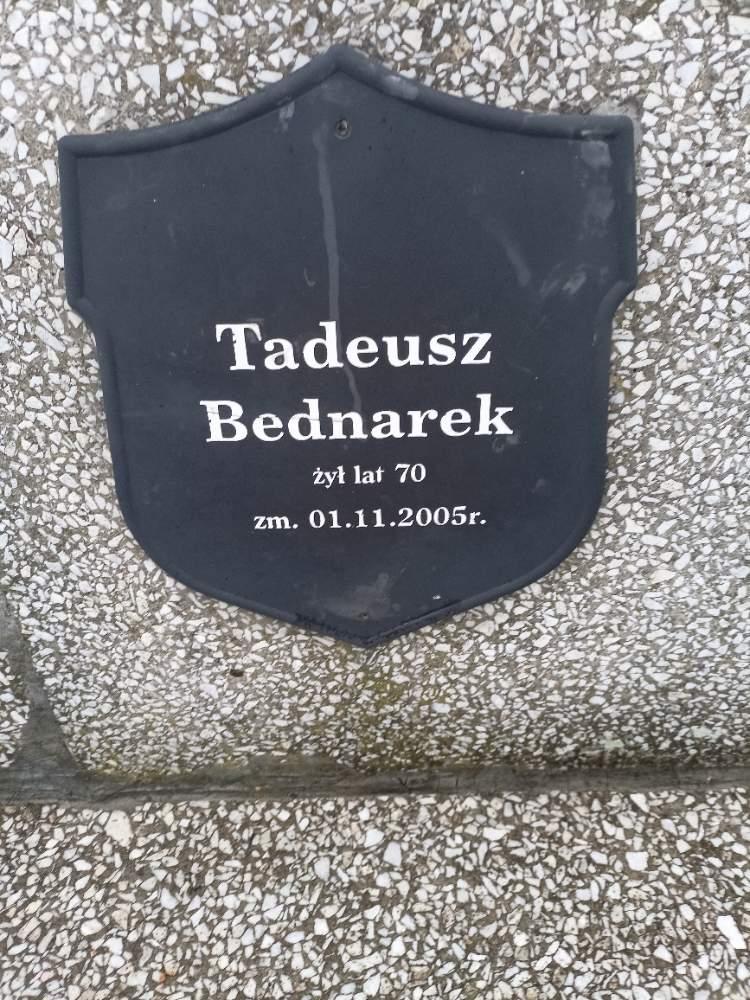 Tadeusz
Bednarek
żył lat 70
zm. 01.11.2005r.